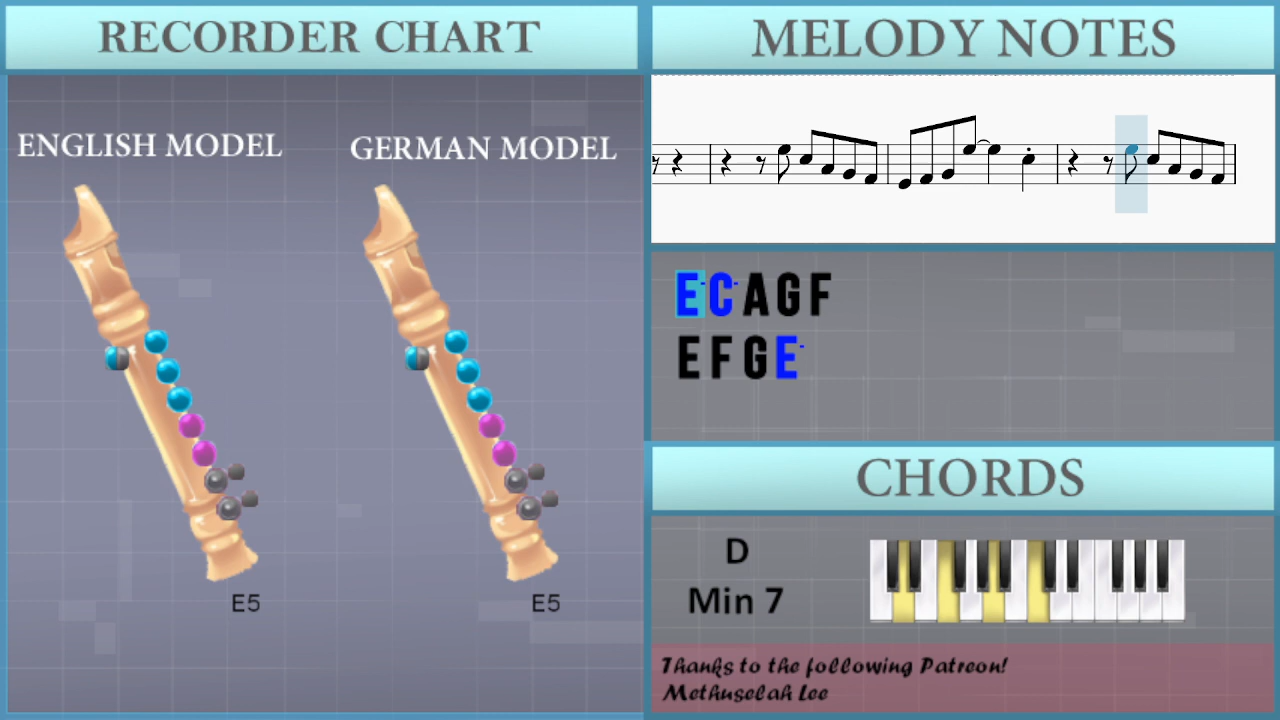 RECORDER CHART
ENGLISH MODEL
GERMAN MODEL
E5
E5
MELODY NOTES
E-C-AGF
EFGE-
CHORDS
D
Min 7
Thanks to the following Patreon!
Methuselah Lee